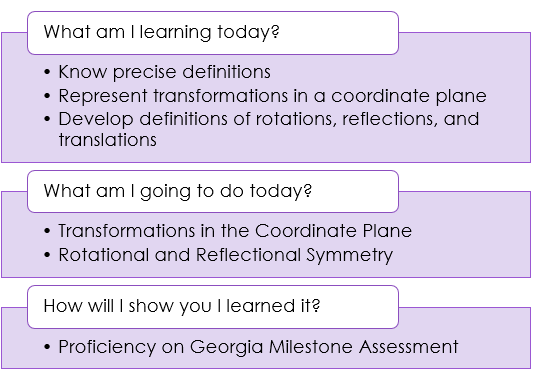 What am I learning today?
• Know precise definitions
• Represent transformations in a coordinate plane
• Develop definitions of rotations, reflections, and
translations
What am I going to do today?
• Transformations in the Coordinate Plane
• Rotational and Reflectional Symmetry
How will I show you I learned it?
• Proficiency on Georgia Milestone Assessment